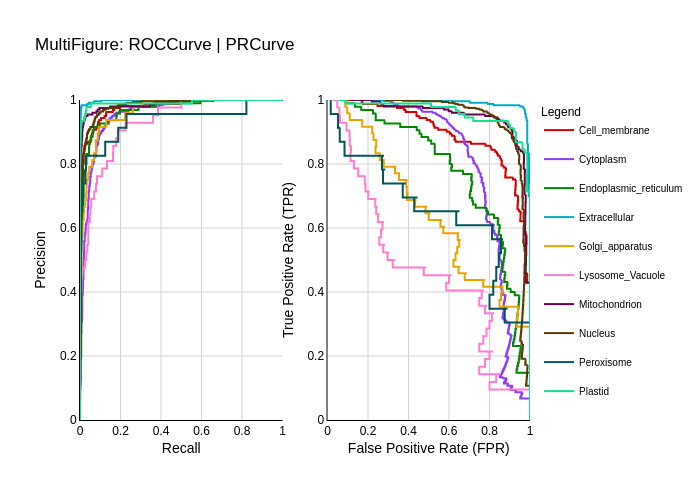 MultiFigure: ROCCurve | PRCurve
Precision
1
0.8
0.6
0.4
0.2
0
0 0.2 0.4 0.6 0.8 1
Recall
True Positive Rate (TPR)
1
0.8
0.6
0.4
0.2
0
0 0.2 0.4 0.6 0.8 1
False Positive Rate (FPR)
Legend
Cell_membrane
Cytoplasm
Endoplasmic_reticulum
Extracellular
Golgi_apparatus
Lysosome_Vacuole
Mitochondrion
Nucleus
Peroxisome
Plastid